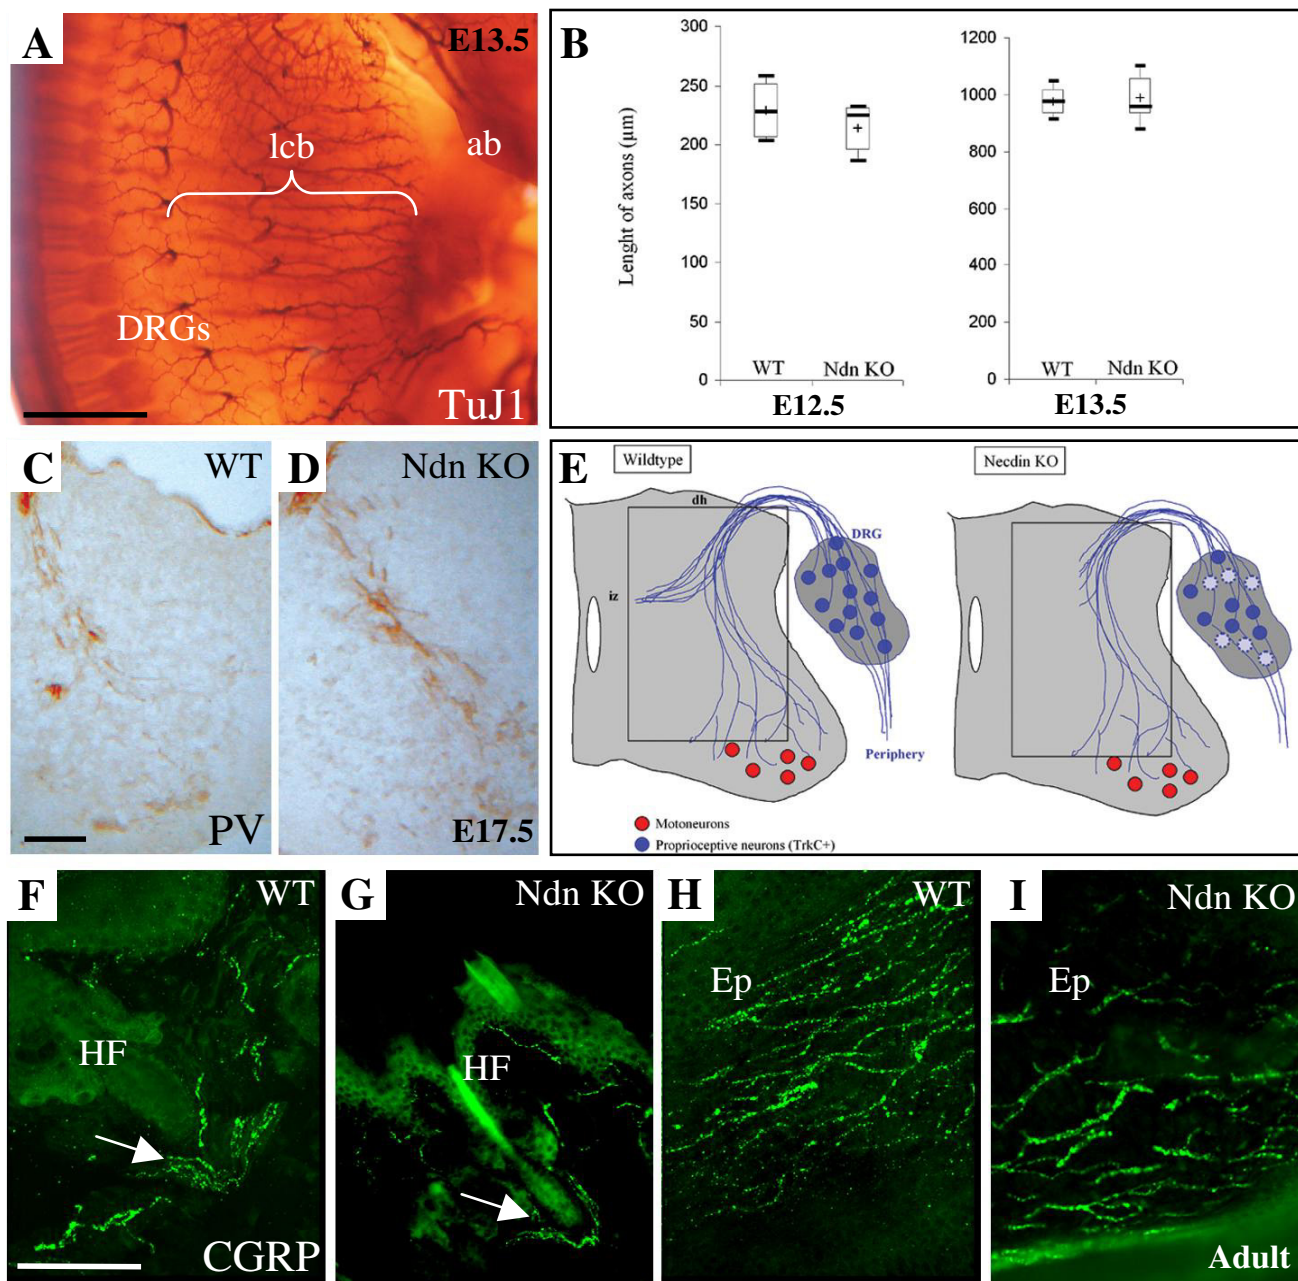 A
E13.5
lcb
ab
DRGs
TuJ1
B
Lenght of axons (µm)
300
250
200
150
100
50
0
WT
Ndn KO
E12.5
1200
1000
800
600
400
200
0
WT
Ndn KO
E13.5
C
WT
PV
D
Ndn KO
E17.5
E
Wildtype
Necdin KO
dh
DRG
iz
Periphery
Motoneurons
Proprioceptive neurons (TrkC+)
F
WT
HF
CGRP
G
Ndn KO
HF
H
WT
Ep
I
Ndn KO
Ep
Adult